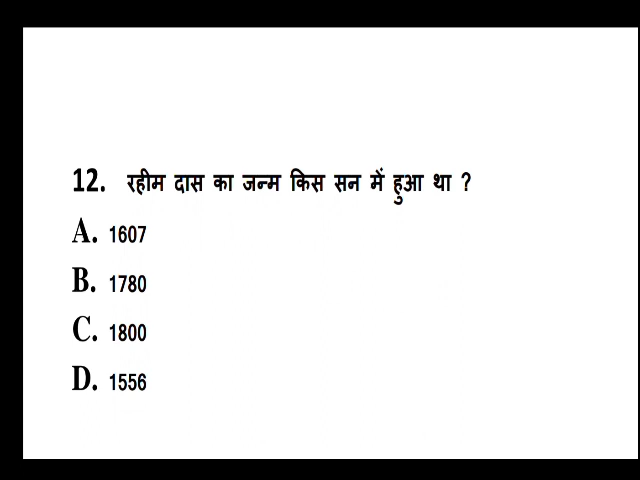 12. रहीम दास का जन्म किस सन में हुआ था ?
A. 1607
B. 1780
C. 1800
D. 1556